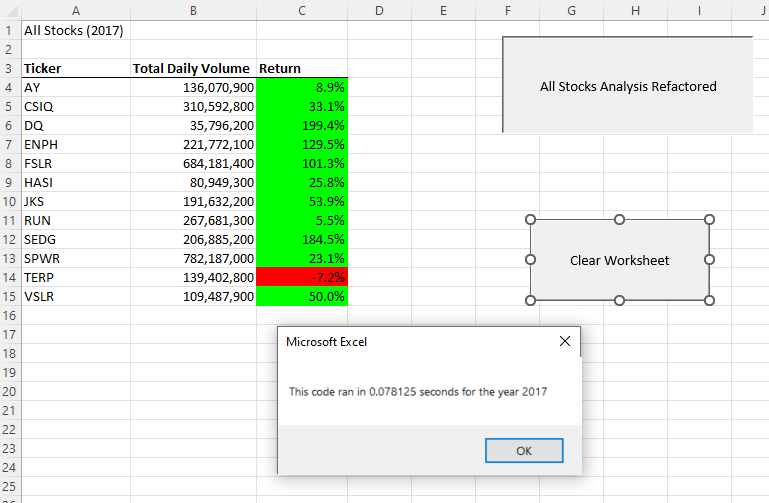 A B C D E F G H I J
1 All Stocks (2017)
2
3 Ticker Total Daily Volume Return
4 AY 136,070,900 8.9%
5 CSIQ 310,592,800 33.1%
6 DQ 35,796,200 199.4%
7 ENPH 221,772,100 129.5%
8 FSLR 684,181,400 101.3%
9 HASI 80,949,300 25.8%
10 JKS 191,632,200 53.9%
11 RUN 267,681,300 5.5%
12 SEDG 206,885,200 184.5%
13 SPWR 782,187,000 23.1%
14 TERP 139,402,800 -7.2%
15 VSLR 109,487,900 50.0%
16
17
18
19
20
21
22
23
24
25
All Stocks Analysis Refactored
Clear Worksheet
Microsoft Excel
This code ran in 0.078125 seconds for the year 2017
OK